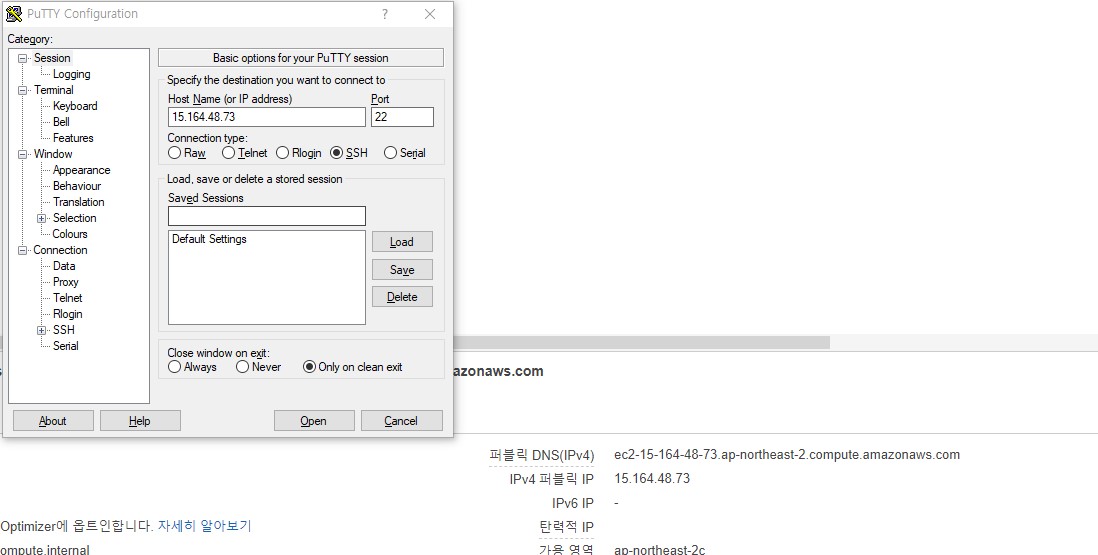 PuTTY Configuration
?
Category:
Session
Logging
Terminal
Keyboard
Bell
Features
Window
Appearance
Behaviour
Translation
Selection
Colours
Connection
Data
Proxy
Telnet
Rlogin
SSH
Serial
Basic options for your PuTTY session
Specify the destination you want to connect to
Host Name (or IP address) Port
15.164.48.73 22
Connection type:
Raw Telnet Rlogin SSH Serial
Load, save or delete a stored session
Saved Sessions
Default Settings
Load
Save
Delete
Close window on exit:
Always Never Only on clean exit
About Help Open Cancel
azonaws.com
퍼블릭 DNS(IPv4) ec2-15-164-48-73.ap-northeast-2.compute.amazonaws.com
IPv4 퍼블릭 IP 15.164.48.73
IPv6 IP -
Optimizer에 옵트인합니다. 자세히 알아보기 탄력적 IP
ompute.internal 가용 영역 ap-northeast-2c